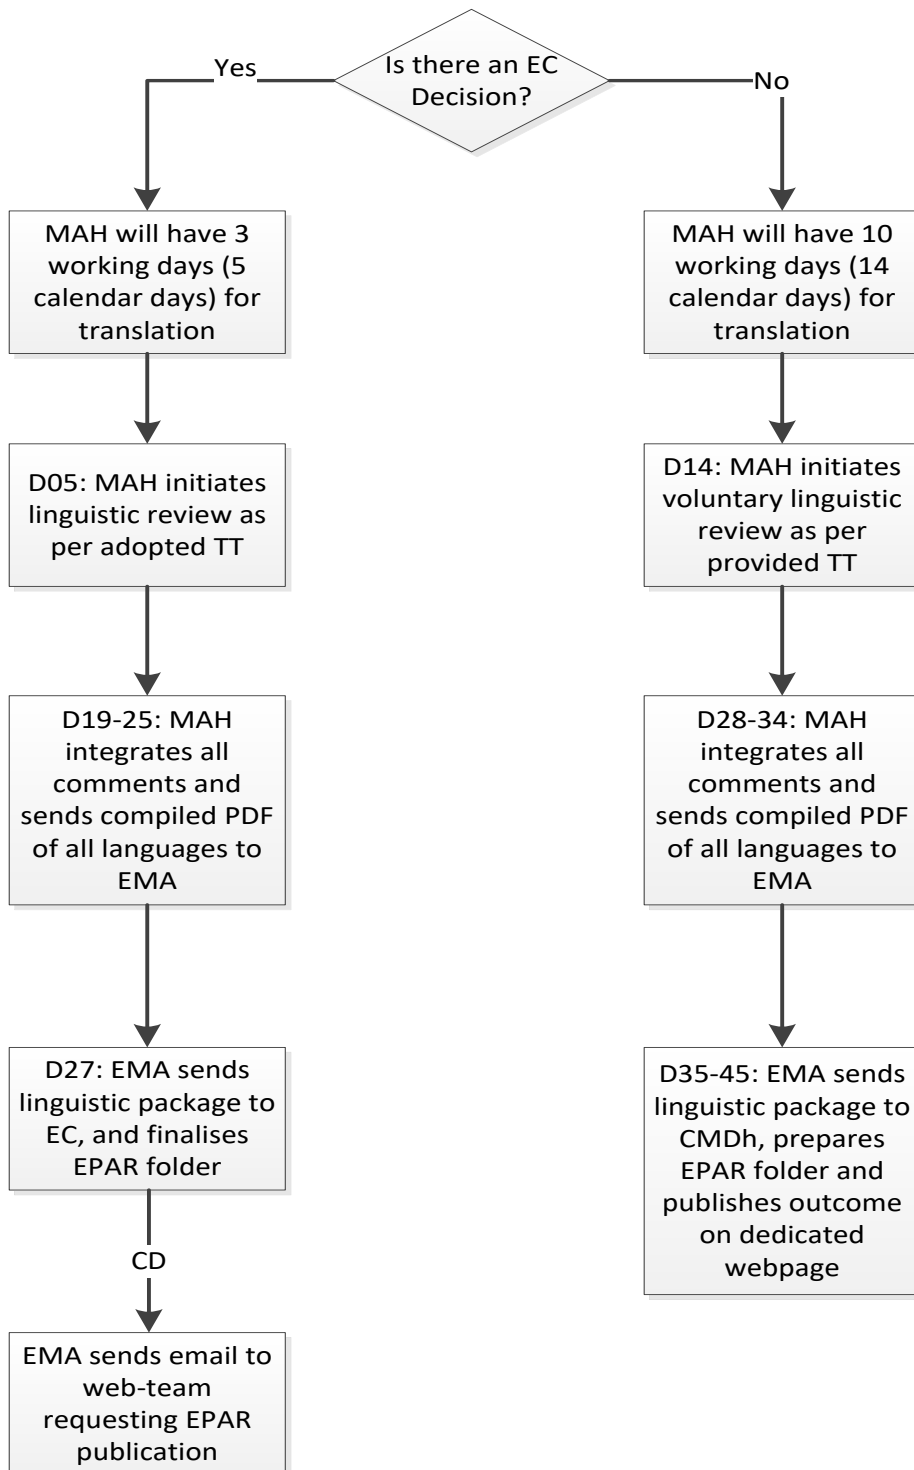 Is there an EC
Decision?
Yes
No
MAH will have 3
working days (5
calendar days) for
translation
MAH will have 10
working days (14
calendar days) for
translation
D05: MAH initiates
linguistic review as
per adopted TT
D14: MAH initiates
voluntary linguistic
review as per
provided TT
D19-25: MAH
integrates all
comments and
sends compiled PDF
of all languages to
EMA
D28-34: MAH
integrates all
comments and
sends compiled PDF
of all languages to
EMA
D27: EMA sends
linguistic package to
EC, and finalises
EPAR folder
D35-45: EMA sends
linguistic package to
CMDh, prepares
EPAR folder and
publishes outcome
on dedicated
webpage
CD
EMA sends email to
web-team
requesting EPAR
publication